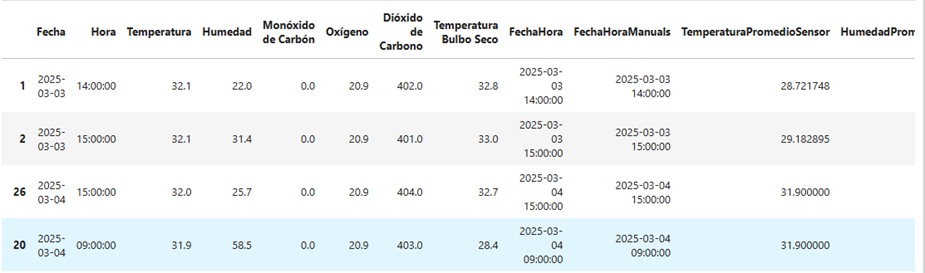 Fecha Hora Temperatura Humedad Monóxido de Carbón Oxígeno Dióxido de Carbono Temperatura Bulbo Seco FechaHora FechaHoraManuals TemperaturaPromedioSensor HumedadProm
1 2025-03-03 14:00:00 32.1 22.0 0.0 20.9 402.0 32.8 2025-03-03 14:00:00 2025-03-03 14:00:00 28.721748
2 2025-03-03 15:00:00 32.1 31.4 0.0 20.9 401.0 33.0 2025-03-03 15:00:00 2025-03-03 15:00:00 29.182895
26 2025-03-04 15:00:00 32.0 25.7 0.0 20.9 404.0 32.7 2025-03-04 15:00:00 2025-03-04 15:00:00 31.900000
20 2025-03-04 09:00:00 31.9 58.5 0.0 20.9 403.0 28.4 2025-03-04 09:00:00 2025-03-04 09:00:00 31.900000